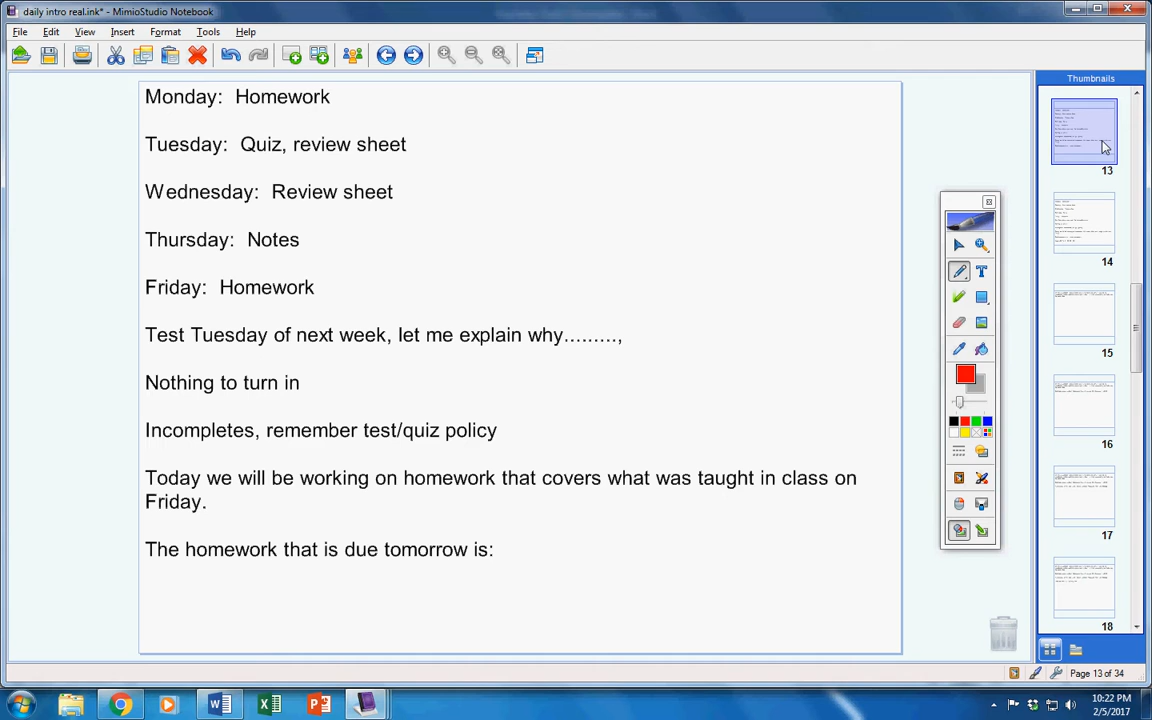 daily intro real.ink* - MimioStudio Notebook
File Edit View Insert Format Tools Help
Thumbnails
Monday:  Homework
Tuesday:  Quiz, review sheet
Wednesday:  Review sheet
Thursday:  Notes
Friday:  Homework
Test Tuesday of next week, let me explain why.........,
Nothing to turn in
Incompletes, remember test/quiz policy
Today we will be working on homework that covers what was taught in class on
Friday.
The homework that is due tomorrow is:
13
14
15
16
17
18
Page 13 of 34
10:22 PM
2/5/2017